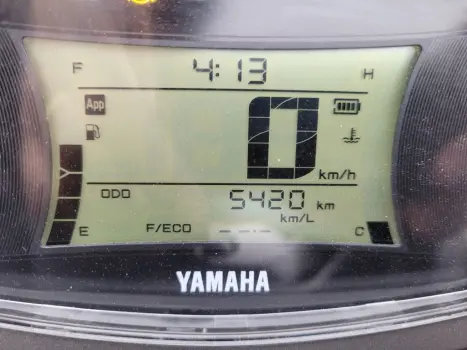 F 4:13 H
App
0 km/h
ODO 5420 km
km/L
F/ECO --.-
E C
YAMAHA